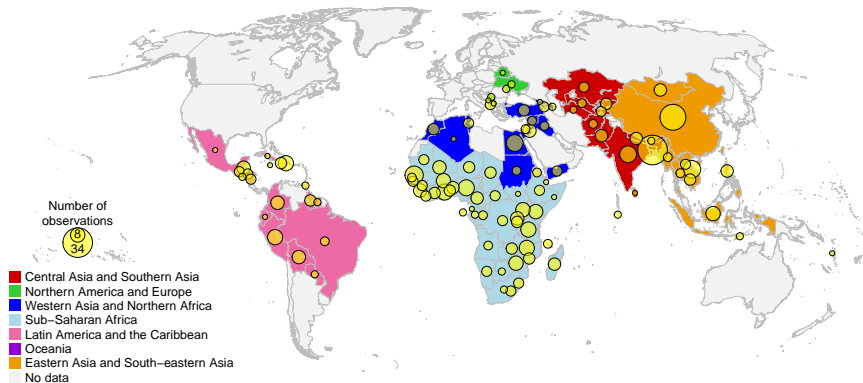 Number of
observations
8
34
Central Asia and Southern Asia
Northern America and Europe
Western Asia and Northern Africa
Sub−Saharan Africa
Latin America and the Caribbean
Oceania
Eastern Asia and South−eastern Asia
No data